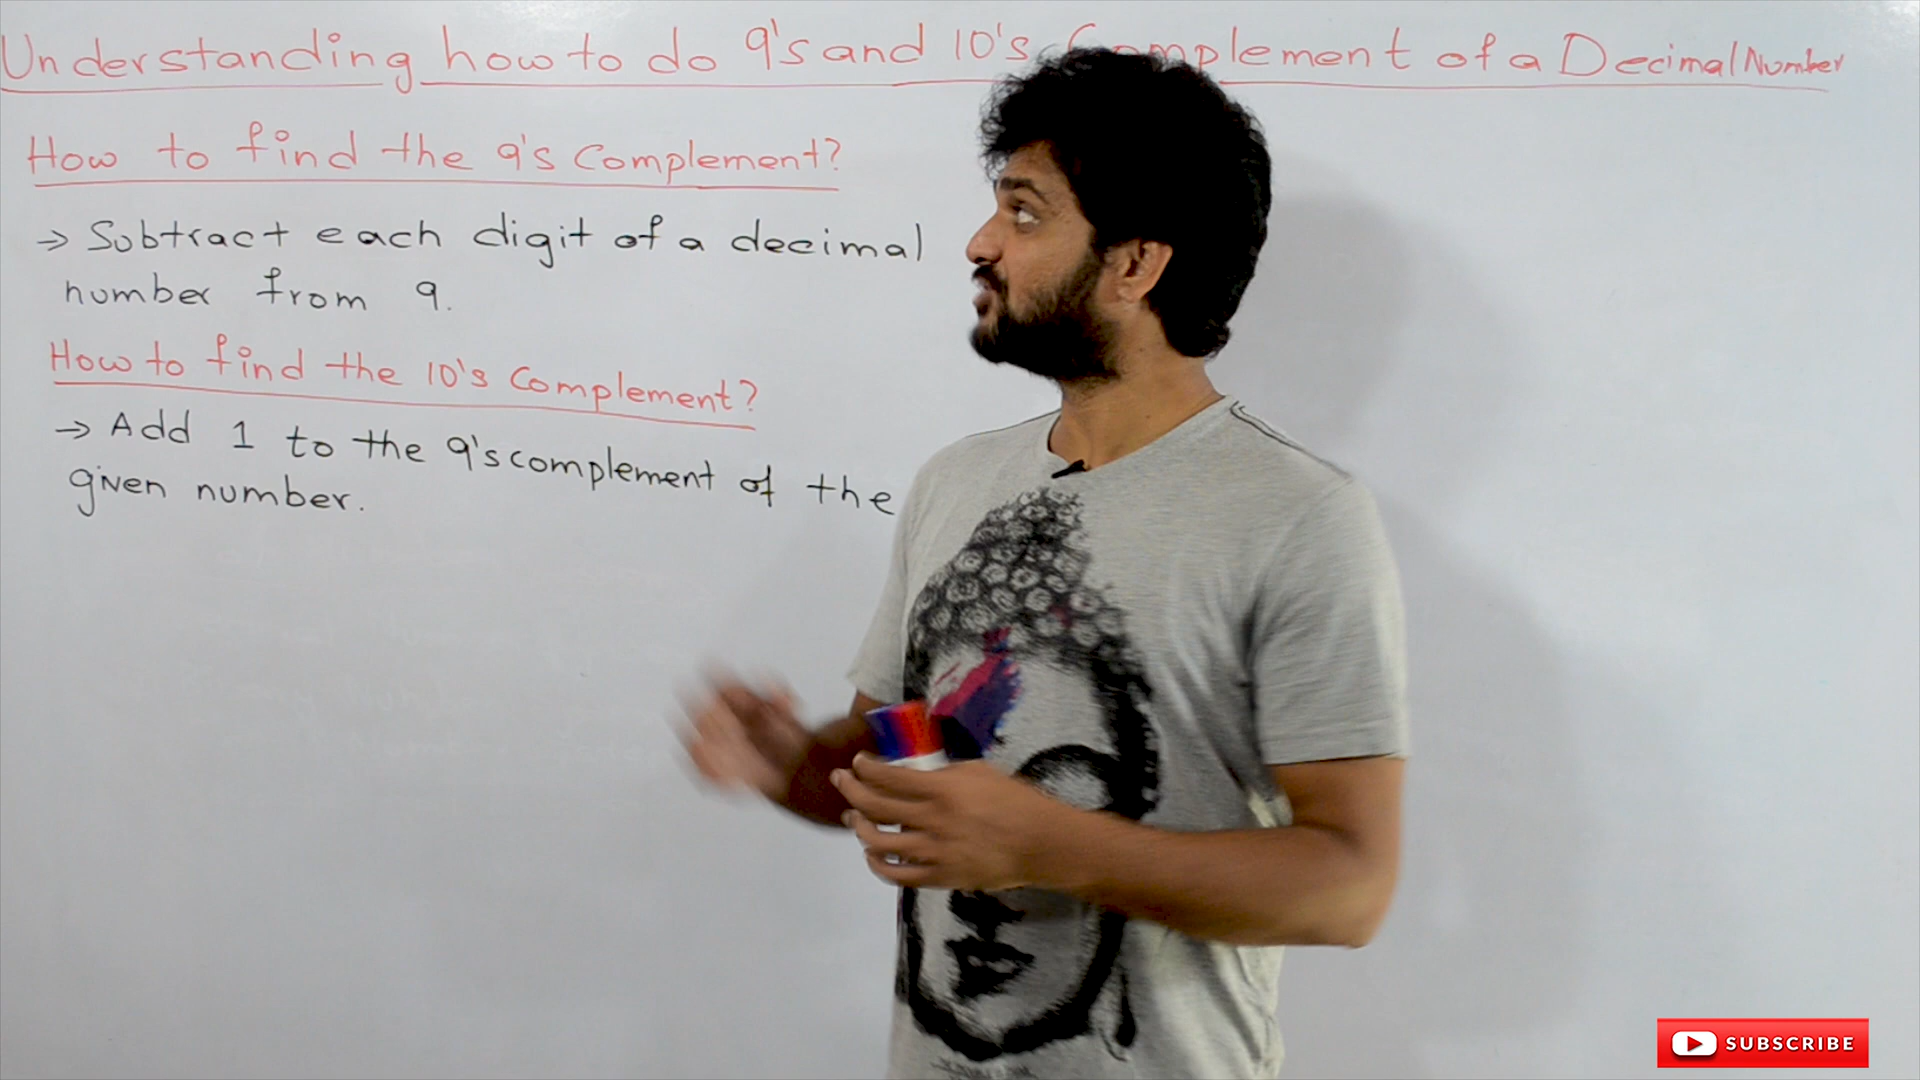 Understanding how to do 9's and 10's Complement of a Decimal Number
How to find the 9's Complement?
→ Subtract each digit of a decimal
number from 9.
How to find the 10's Complement?
→ Add 1 to the 9's complement of the
given number.
SUBSCRIBE